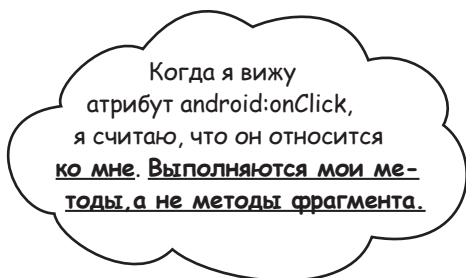 Когда я вижу
атрибут android:onClick,
я считаю, что он относится
ко мне. Выполняются мои ме-
тоды,а не методы фрагмента.